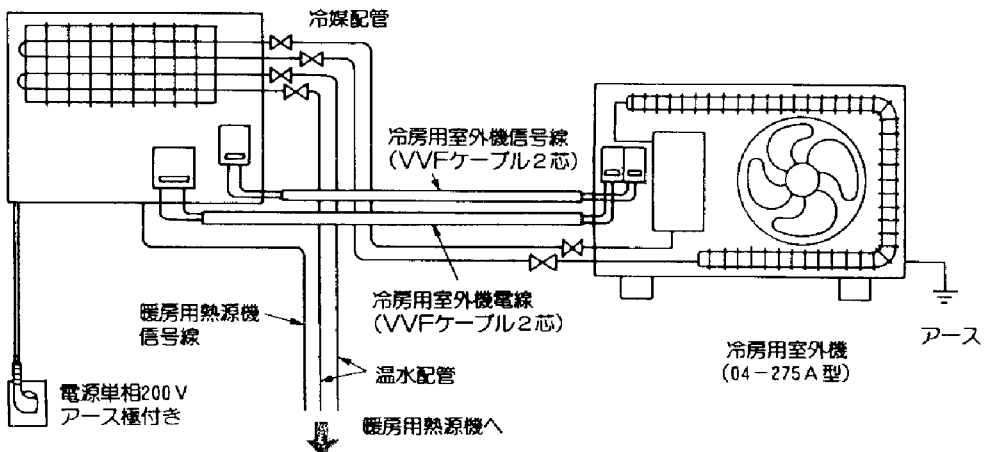 冷媒配管
冷房用室外機信号線
(VVFケーブル2芯)
冷房用室外機電線
(VVFケーブル2芯)
暖房用熱源機
信号線
温水配管
電源単相200V
アース極付き
暖房用熱源機へ
冷房用室外機
(04-275A型)
アース